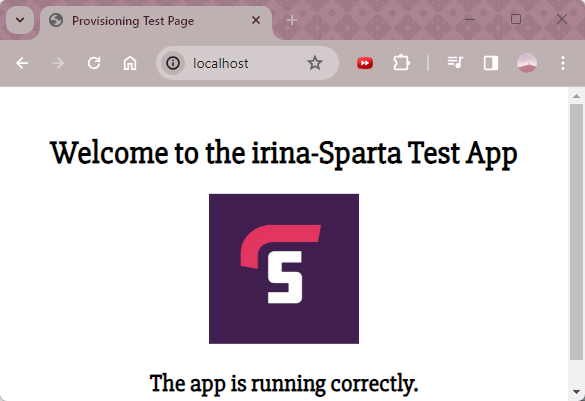 Provisioning Test Page
localhost
Welcome to the irina-Sparta Test App
S
The app is running correctly.